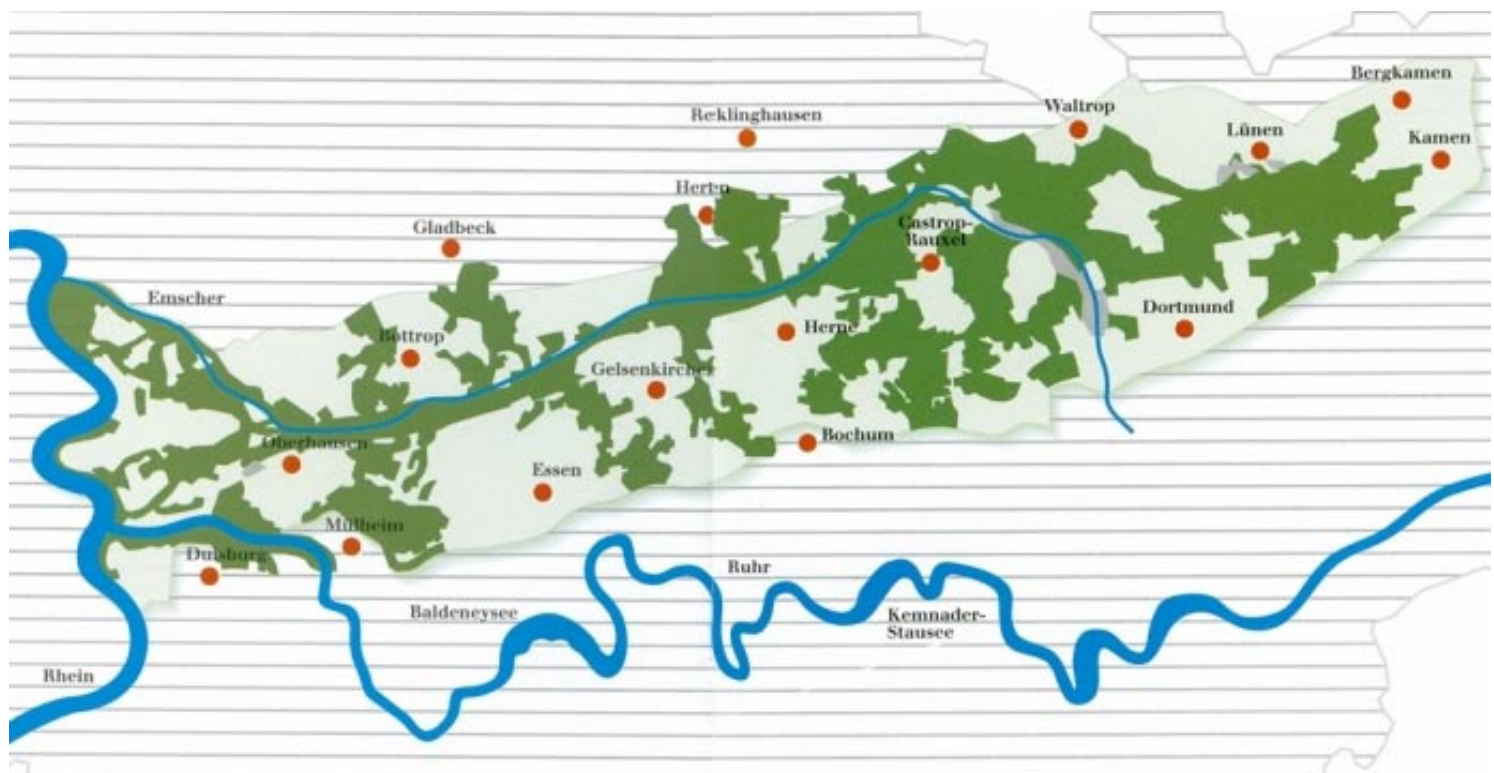 Bergkamen
Waltrop
Reklinghausen
Lünen
Kamen
Herten
Castrop-
Rauxel
Gladbeck
Emscher
Dortmund
Herne
Bottrop
Gelsenkirchen
Bochum
Oberhausen
Essen
Mülheim
Duisburg
Ruhr
Baldeneysee
Kemnader-
Stausee
Rhein